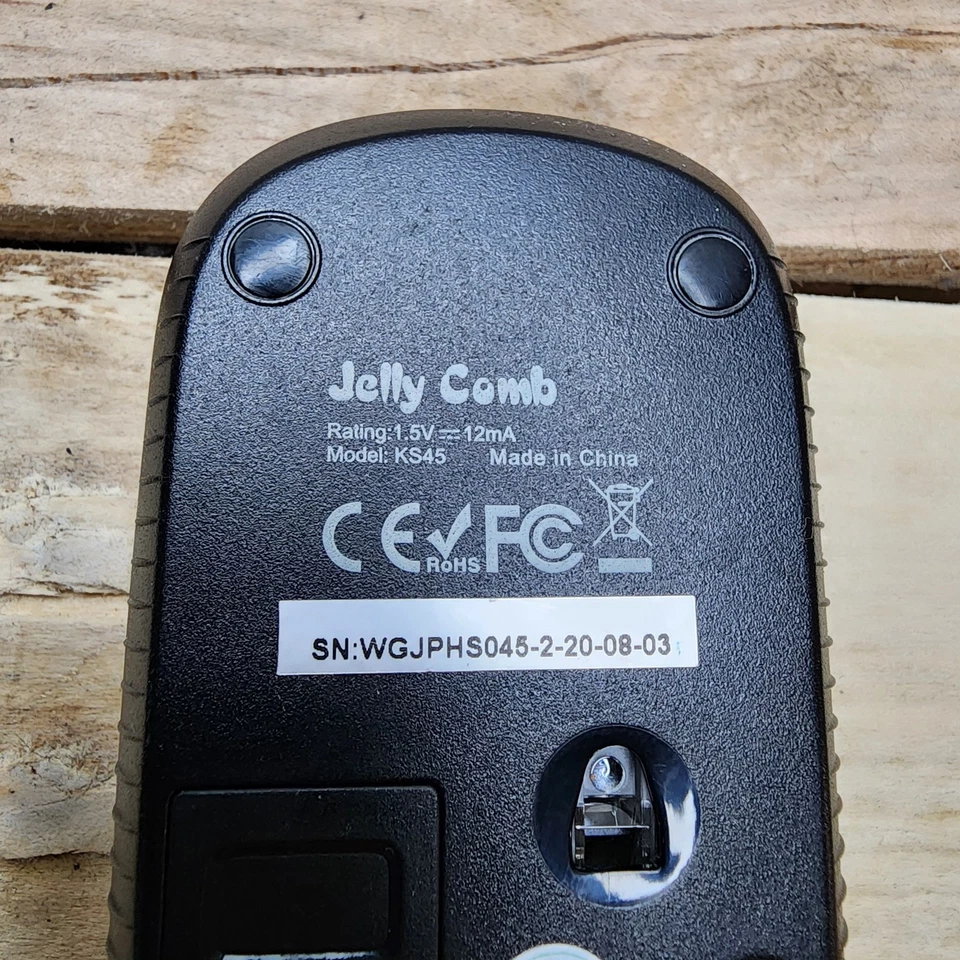 Jelly Comb
Rating:1.5V⎓12mA
Model: KS45 Made in China
CE RoHS FC
SN:WGJPHS045-2-20-08-03